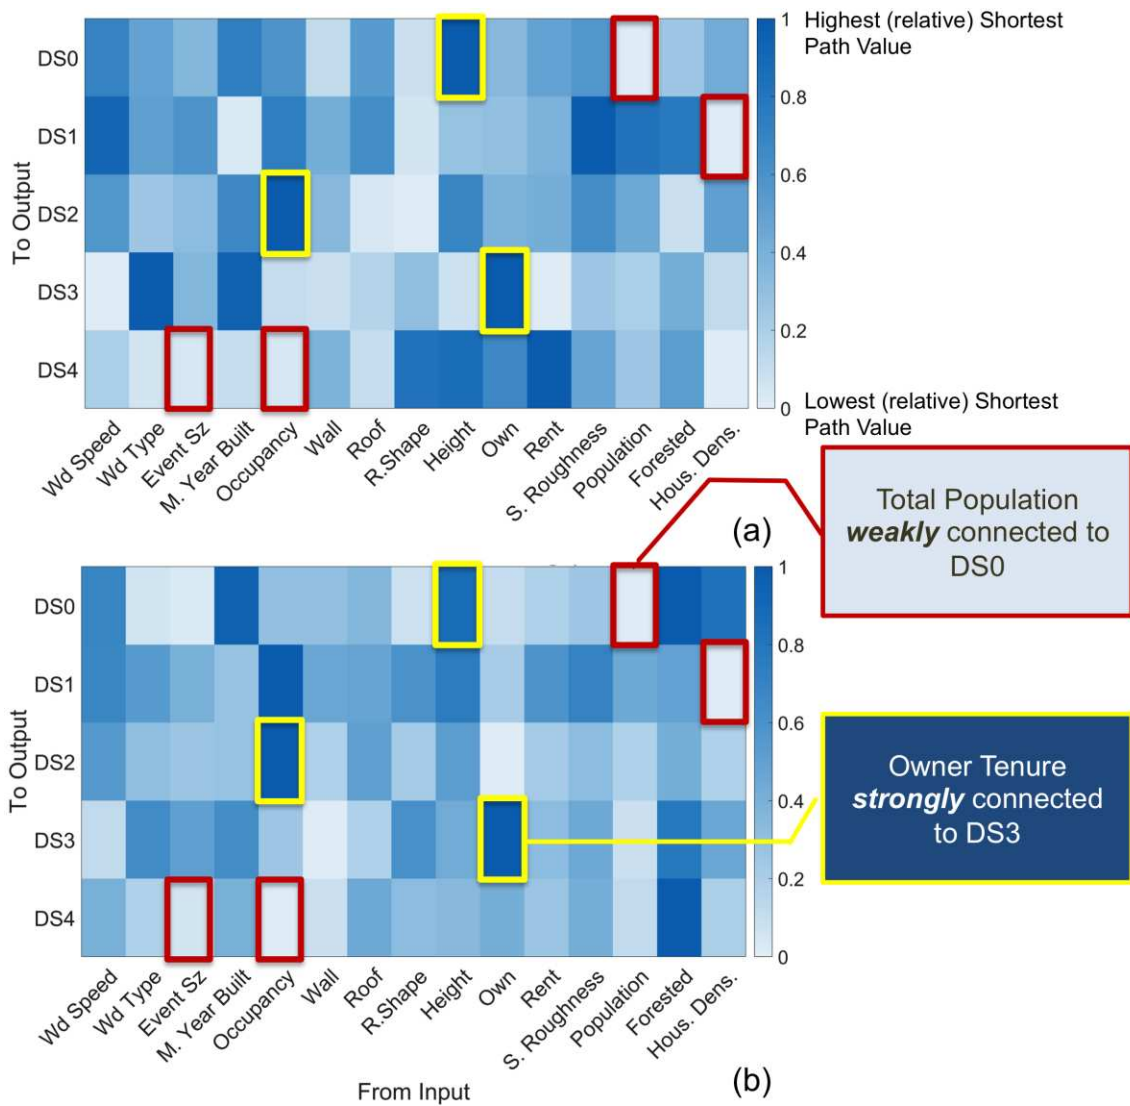 Highest (relative) Shortest
Path Value
To Output
DS0
DS1
DS2
DS3
DS4
1
0.8
0.6
0.4
0.2
0
Lowest (relative) Shortest
Path Value
Wd Speed
Wd Type
Event Sz
M. Year Built
Occupancy
Wall
Roof
R.Shape
Height
Own
Rent
S. Roughness
Population
Forested
Hous. Dens.
(a)
Total Population
weakly connected to
DS0
To Output
DS0
DS1
DS2
DS3
DS4
1
0.8
0.6
0.4
0.2
0
Owner Tenure
strongly connected
to DS3
Wd Speed
Wd Type
Event Sz
M. Year Built
Occupancy
Wall
Roof
R.Shape
Height
Own
Rent
S. Roughness
Population
Forested
Hous. Dens.
From Input
(b)